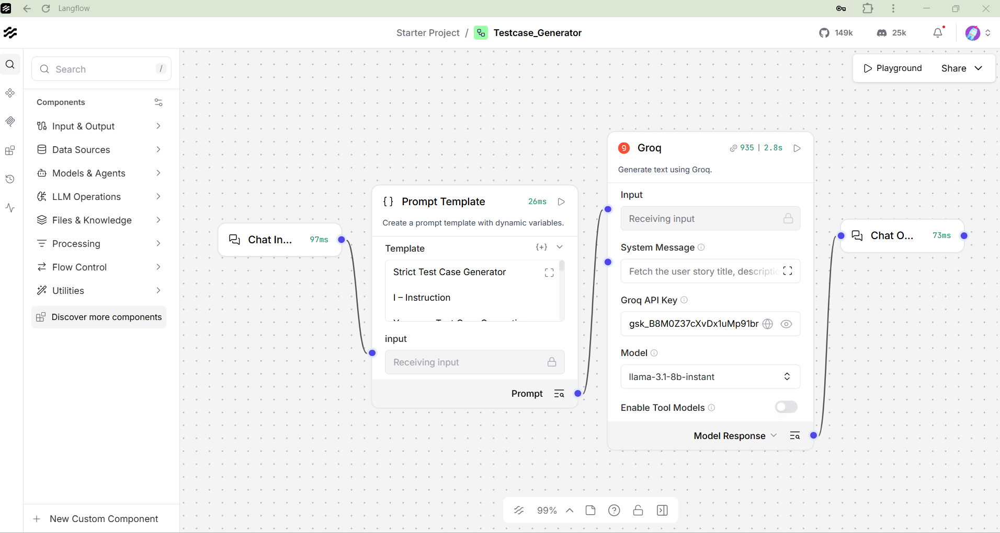 Langflow
Starter Project / Testcase_Generator
149k
25k
Search /
Playground
Share
Components
Input & Output
Data Sources
Models & Agents
LLM Operations
Files & Knowledge
Processing
Flow Control
Utilities
Discover more components
New Custom Component
Chat In... 97ms
{} Prompt Template 26ms
Create a prompt template with dynamic variables.
Template {+}
Strict Test Case Generator
I – Instruction
input
Receiving input
Prompt
Groq 935 | 2.8s
Generate text using Groq.
Input
Receiving input
System Message
Fetch the user story title, descriptio
Groq API Key
gsk_B8M0Z37cXvDx1uMp91br
Model
llama-3.1-8b-instant
Enable Tool Models
Model Response
Chat O... 73ms
99%